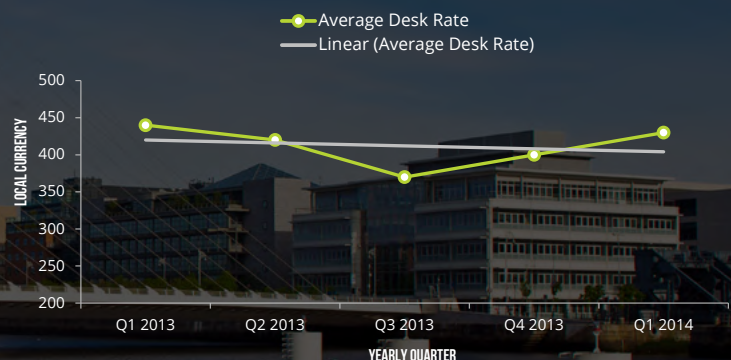 Average Desk Rate
Linear (Average Desk Rate)
500
450
400
350
300
250
200
LOCAL CURRENCY
Q1 2013
Q2 2013
Q3 2013
Q4 2013
Q1 2014
YEARLY QUARTER